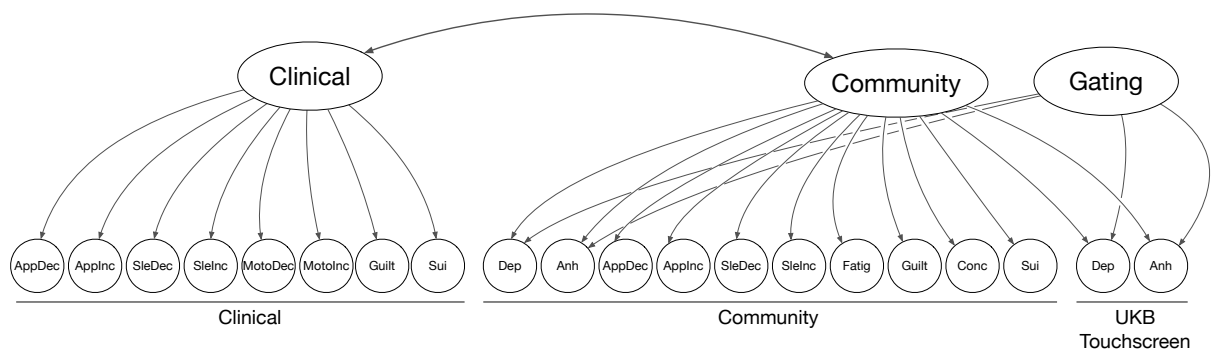 Clinical
Community
Gating
AppDec AppInc SleDec SleInc MotoDec MotoInc Guilt Sui Dep Anh AppDec AppInc SleDec SleInc Fatig Guilt Conc Sui Dep Anh
Clinical
Community
UKB
Touchscreen